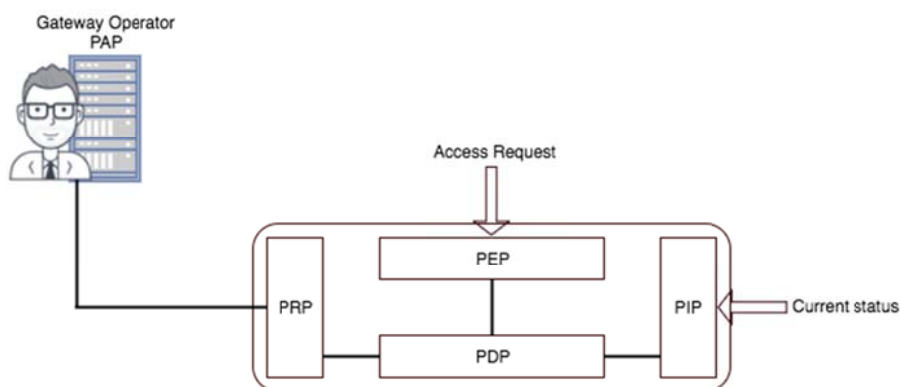 Gateway Operator
PAP
Access Request
PEP
PRP
PIP
Current status
PDP